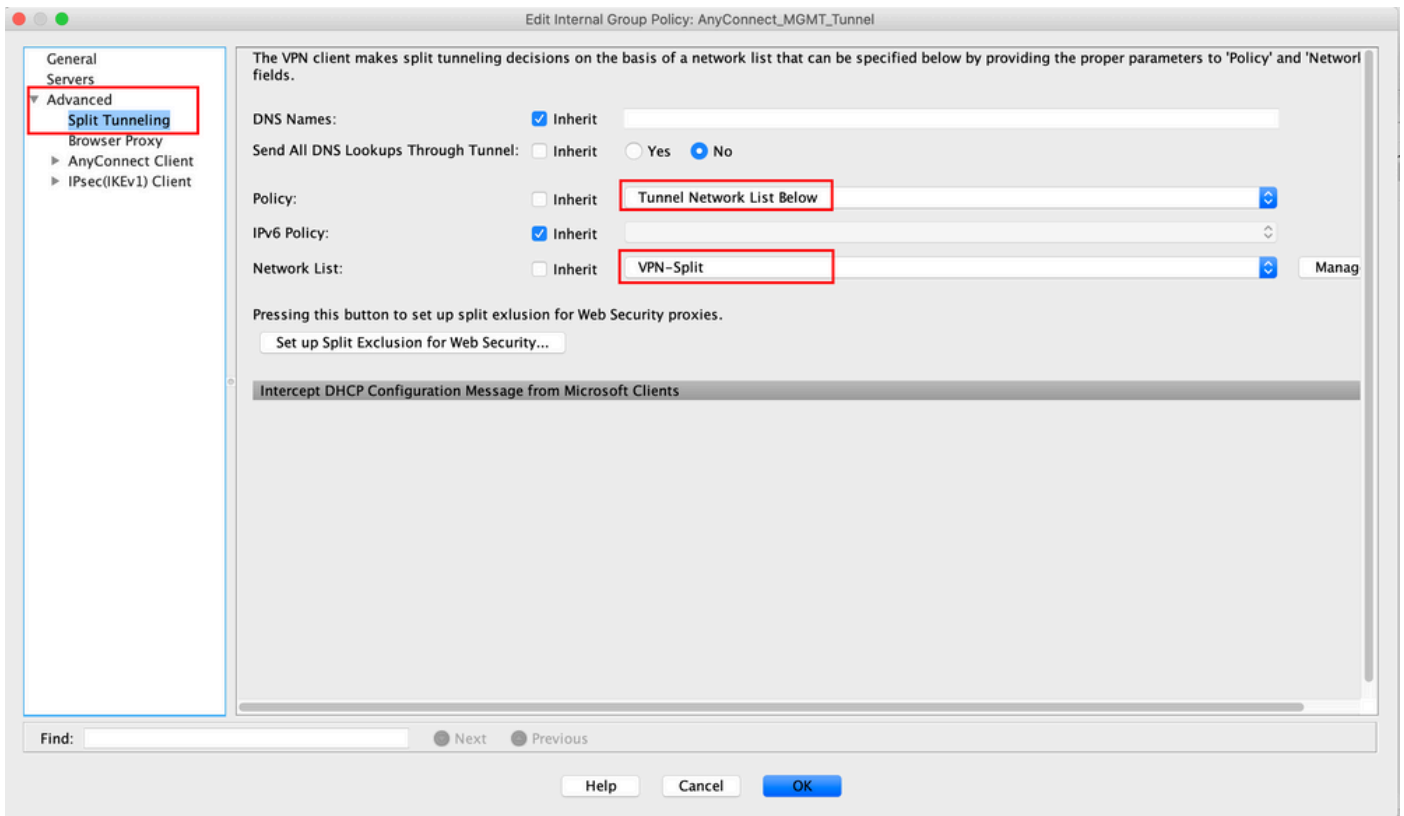 Edit Internal Group Policy: AnyConnect_MGMT_Tunnel
General
Servers
Advanced
Split Tunneling
Browser Proxy
AnyConnect Client
IPsec(IKEv1) Client
The VPN client makes split tunneling decisions on the basis of a network list that can be specified below by providing the proper parameters to 'Policy' and 'Networl
fields.
DNS Names: Inherit
Send All DNS Lookups Through Tunnel: Inherit Yes No
Policy: Inherit Tunnel Network List Below
IPv6 Policy: Inherit
Network List: Inherit VPN-Split Manag
Pressing this button to set up split exlusion for Web Security proxies.
Set up Split Exclusion for Web Security...
Intercept DHCP Configuration Message from Microsoft Clients
Find: Next Previous
Help Cancel OK